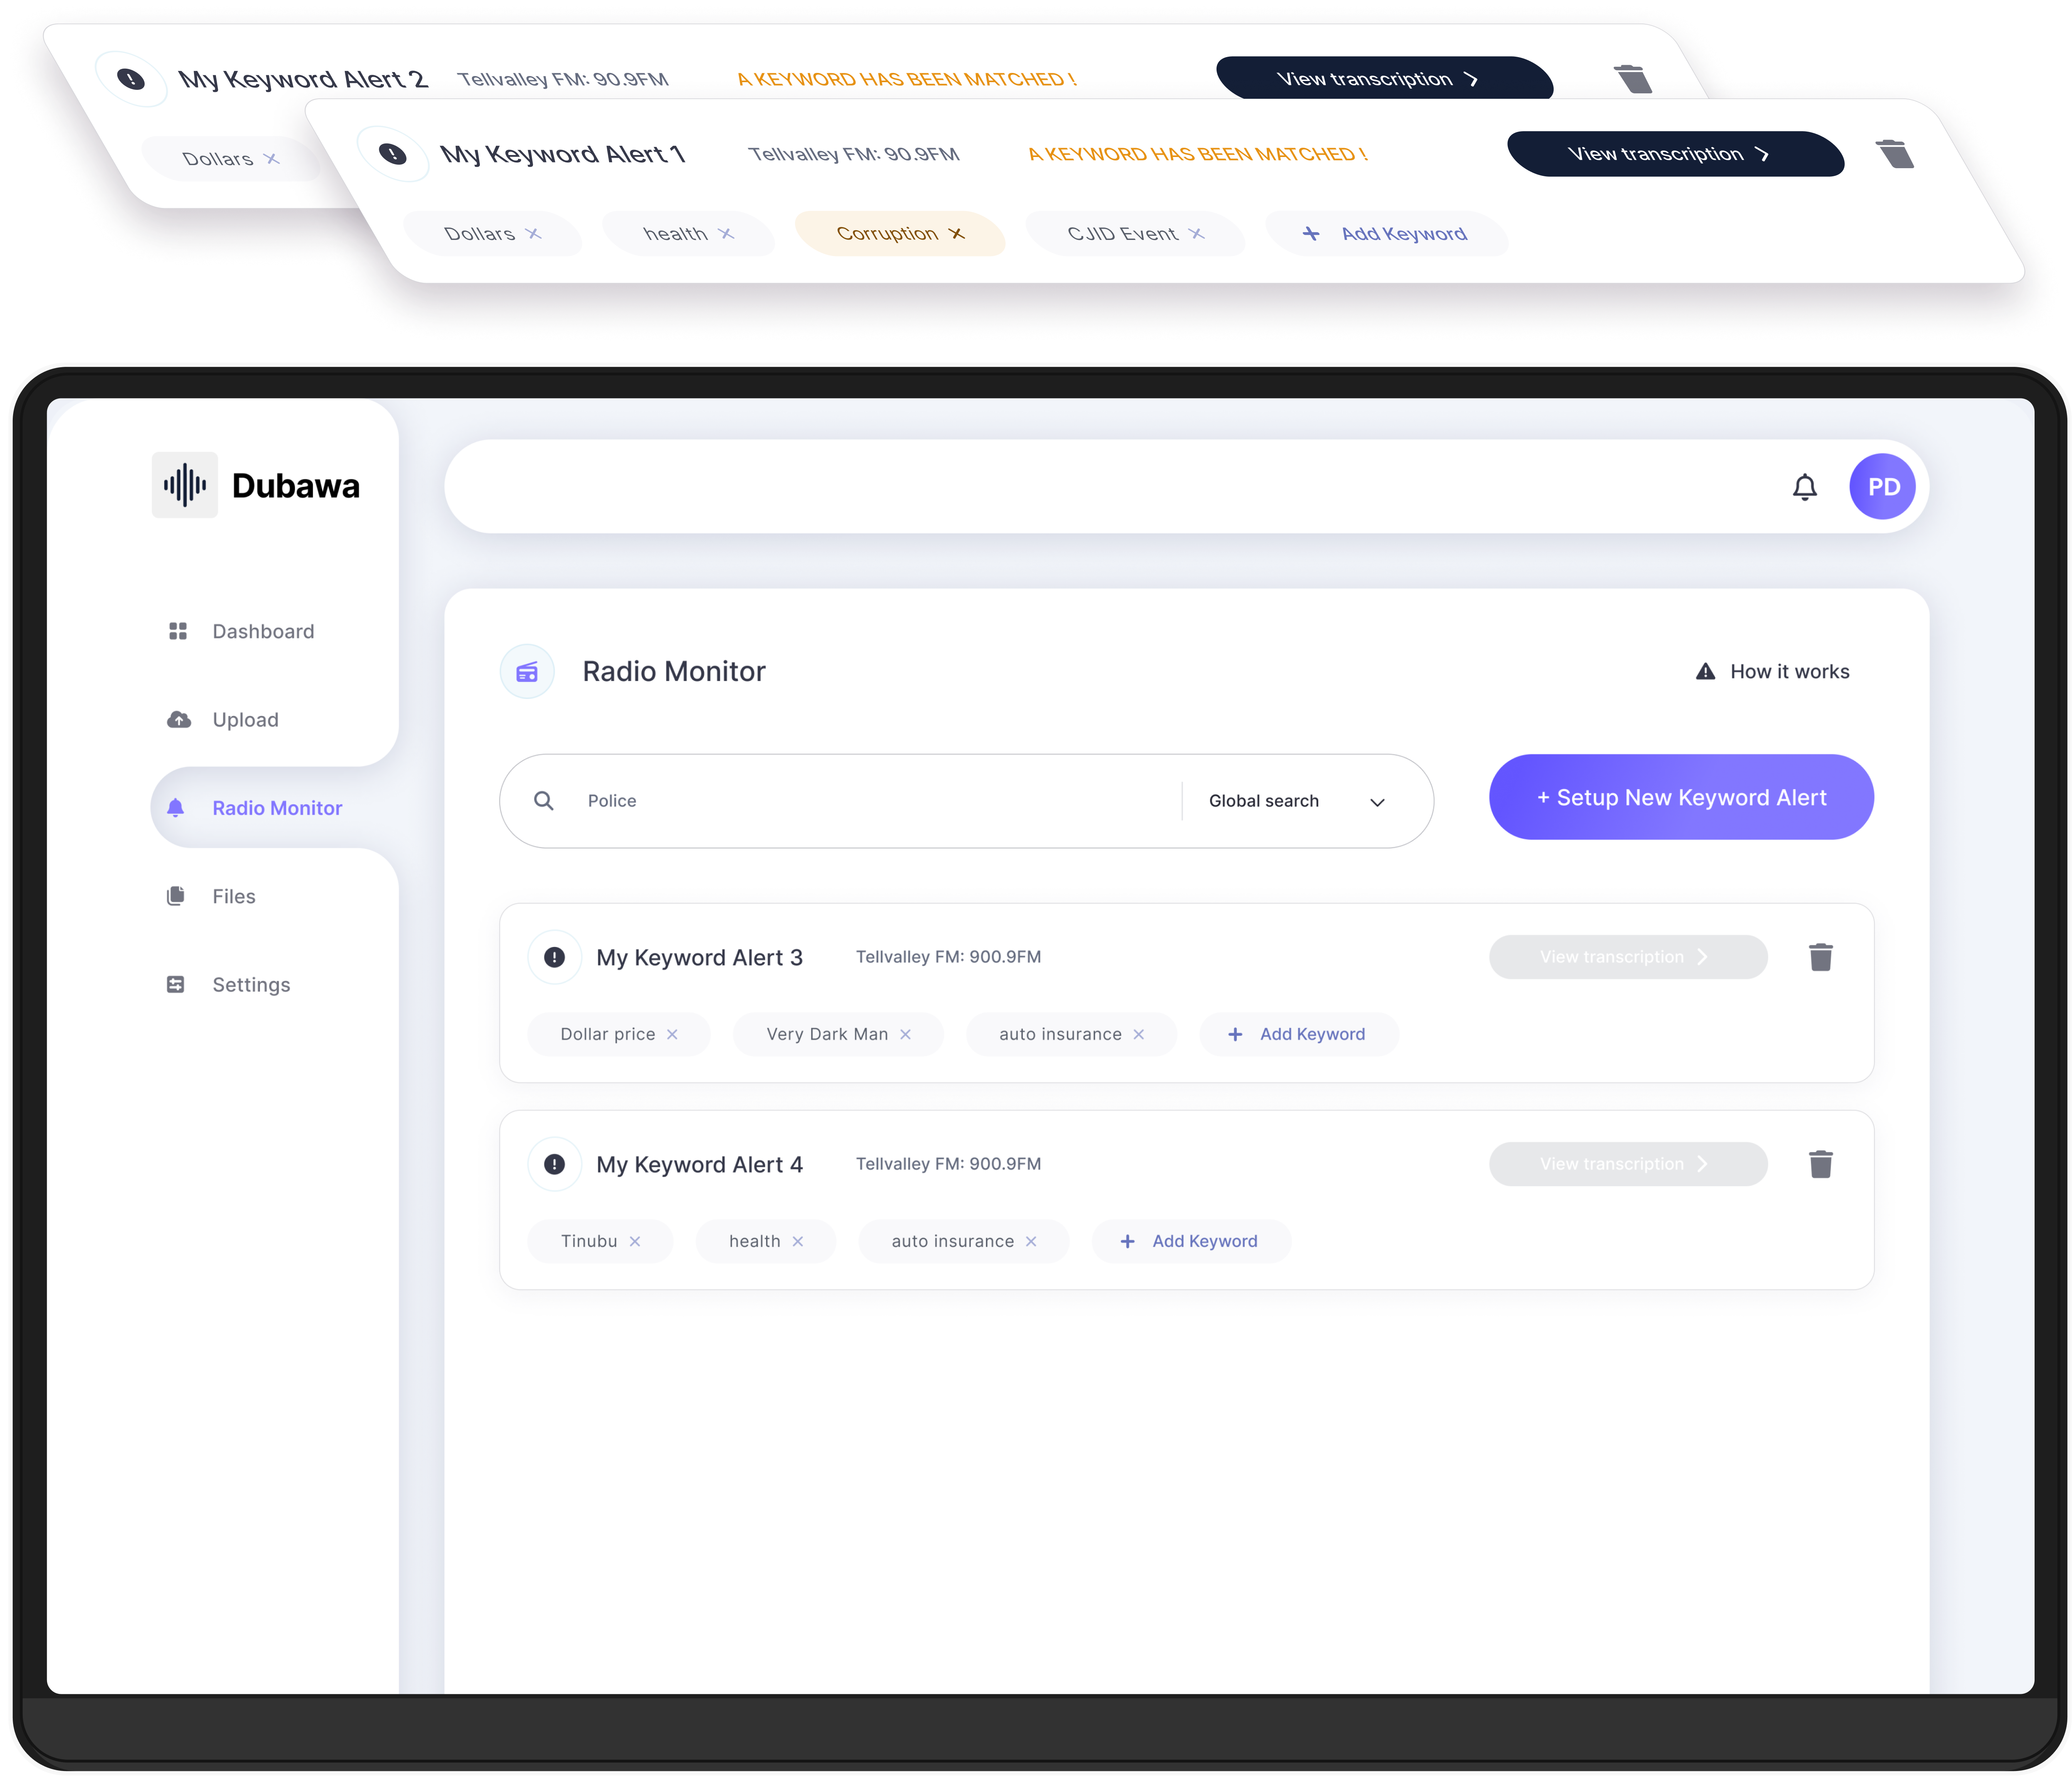 My Keyword Alert 2 Tellvalley FM: 90.9FM A KEYWORD HAS BEEN MATCHED ! View transcription
Dollars
My Keyword Alert 1 Tellvalley FM: 90.9FM A KEYWORD HAS BEEN MATCHED ! View transcription
Dollars health Corruption CJID Event + Add Keyword
Dubawa
PD
Dashboard
Upload
Radio Monitor
Files
Settings
Radio Monitor How it works
Police Global search + Setup New Keyword Alert
My Keyword Alert 3 Tellvalley FM: 900.9FM View transcription
Dollar price Very Dark Man auto insurance + Add Keyword
My Keyword Alert 4 Tellvalley FM: 900.9FM View transcription
Tinubu health auto insurance + Add Keyword